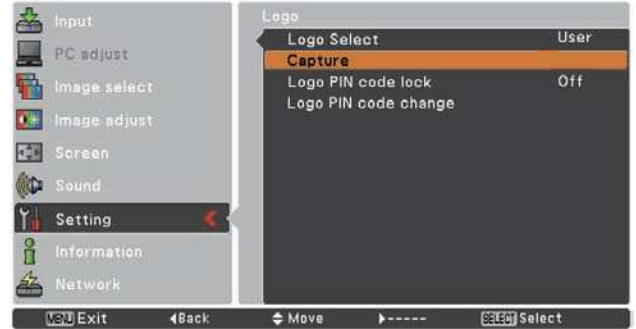 Input
PC adjust
Image select
Image adjust
Screen
Sound
Setting
Information
Network
Logo
Logo Select User
Capture
Logo PIN code lock Off
Logo PIN code change
MENU Exit ◀Back Move ▶----- SELECT Select